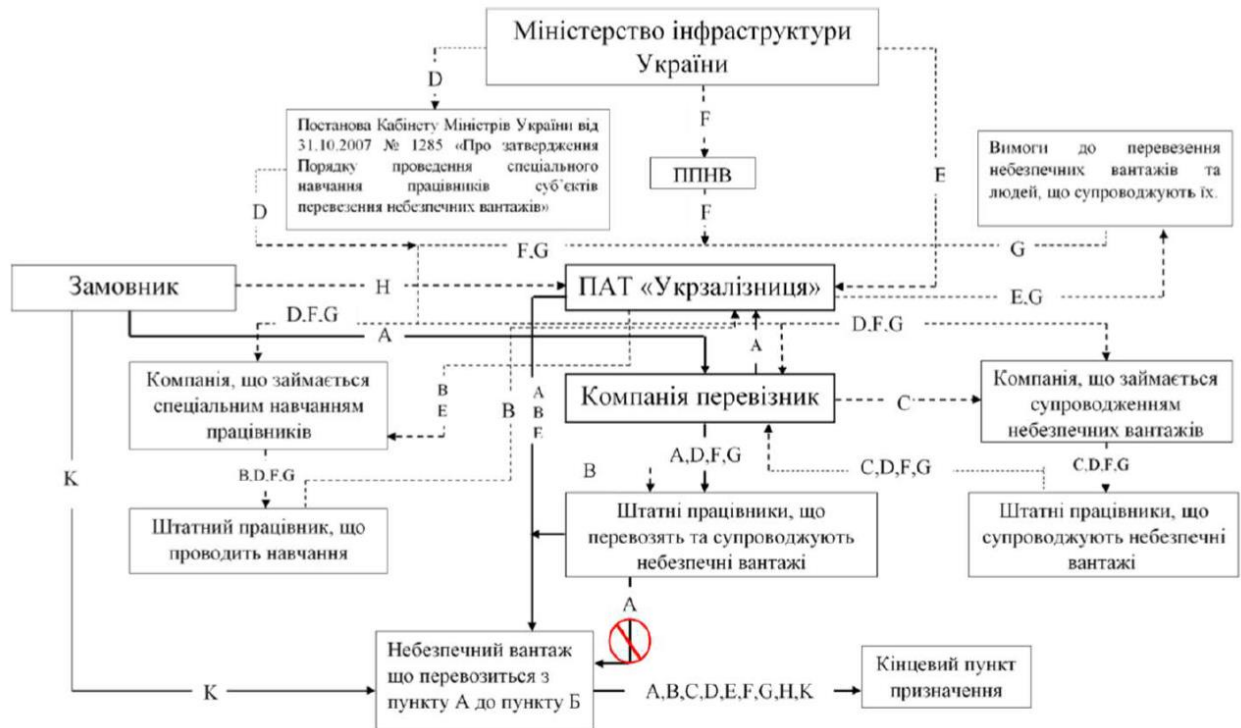 Міністерство інфраструктури
України
D
F
E
Постанова Кабінету Міністрів України від
31.10.2007 № 1285 «Про затвердження
Порядку проведення спеціального
навчання працівників суб’єктів
перевезення небезпечних вантажів»
ППНВ
Вимоги до перевезення
небезпечних вантажів та
людей, що супроводжують їх.
D
F
F,G
G
Замовник
H
ПАТ «Укрзалізниця»
E,G
D,F,G
A
A
D,F,G
Компанія, що займається
спеціальним навчанням
працівників
B
E
B
A
B
E
Компанія перевізник
C
Компанія, що займається
супроводженням
небезпечних вантажів
K
B,D,F,G
B
A,D,F,G
C,D,F,G
C,D,F,G
Штатний працівник, що
проводить навчання
Штатні працівники, що
перевозять та супроводжують
небезпечні вантажі
Штатні працівники, що
супроводжують небезпечні
вантажі
A
Небезпечний вантаж
що перевозиться з
пункту А до пункту Б
K
A,B,C,D,E,F,G,H,K
Кінцевий пункт
призначення